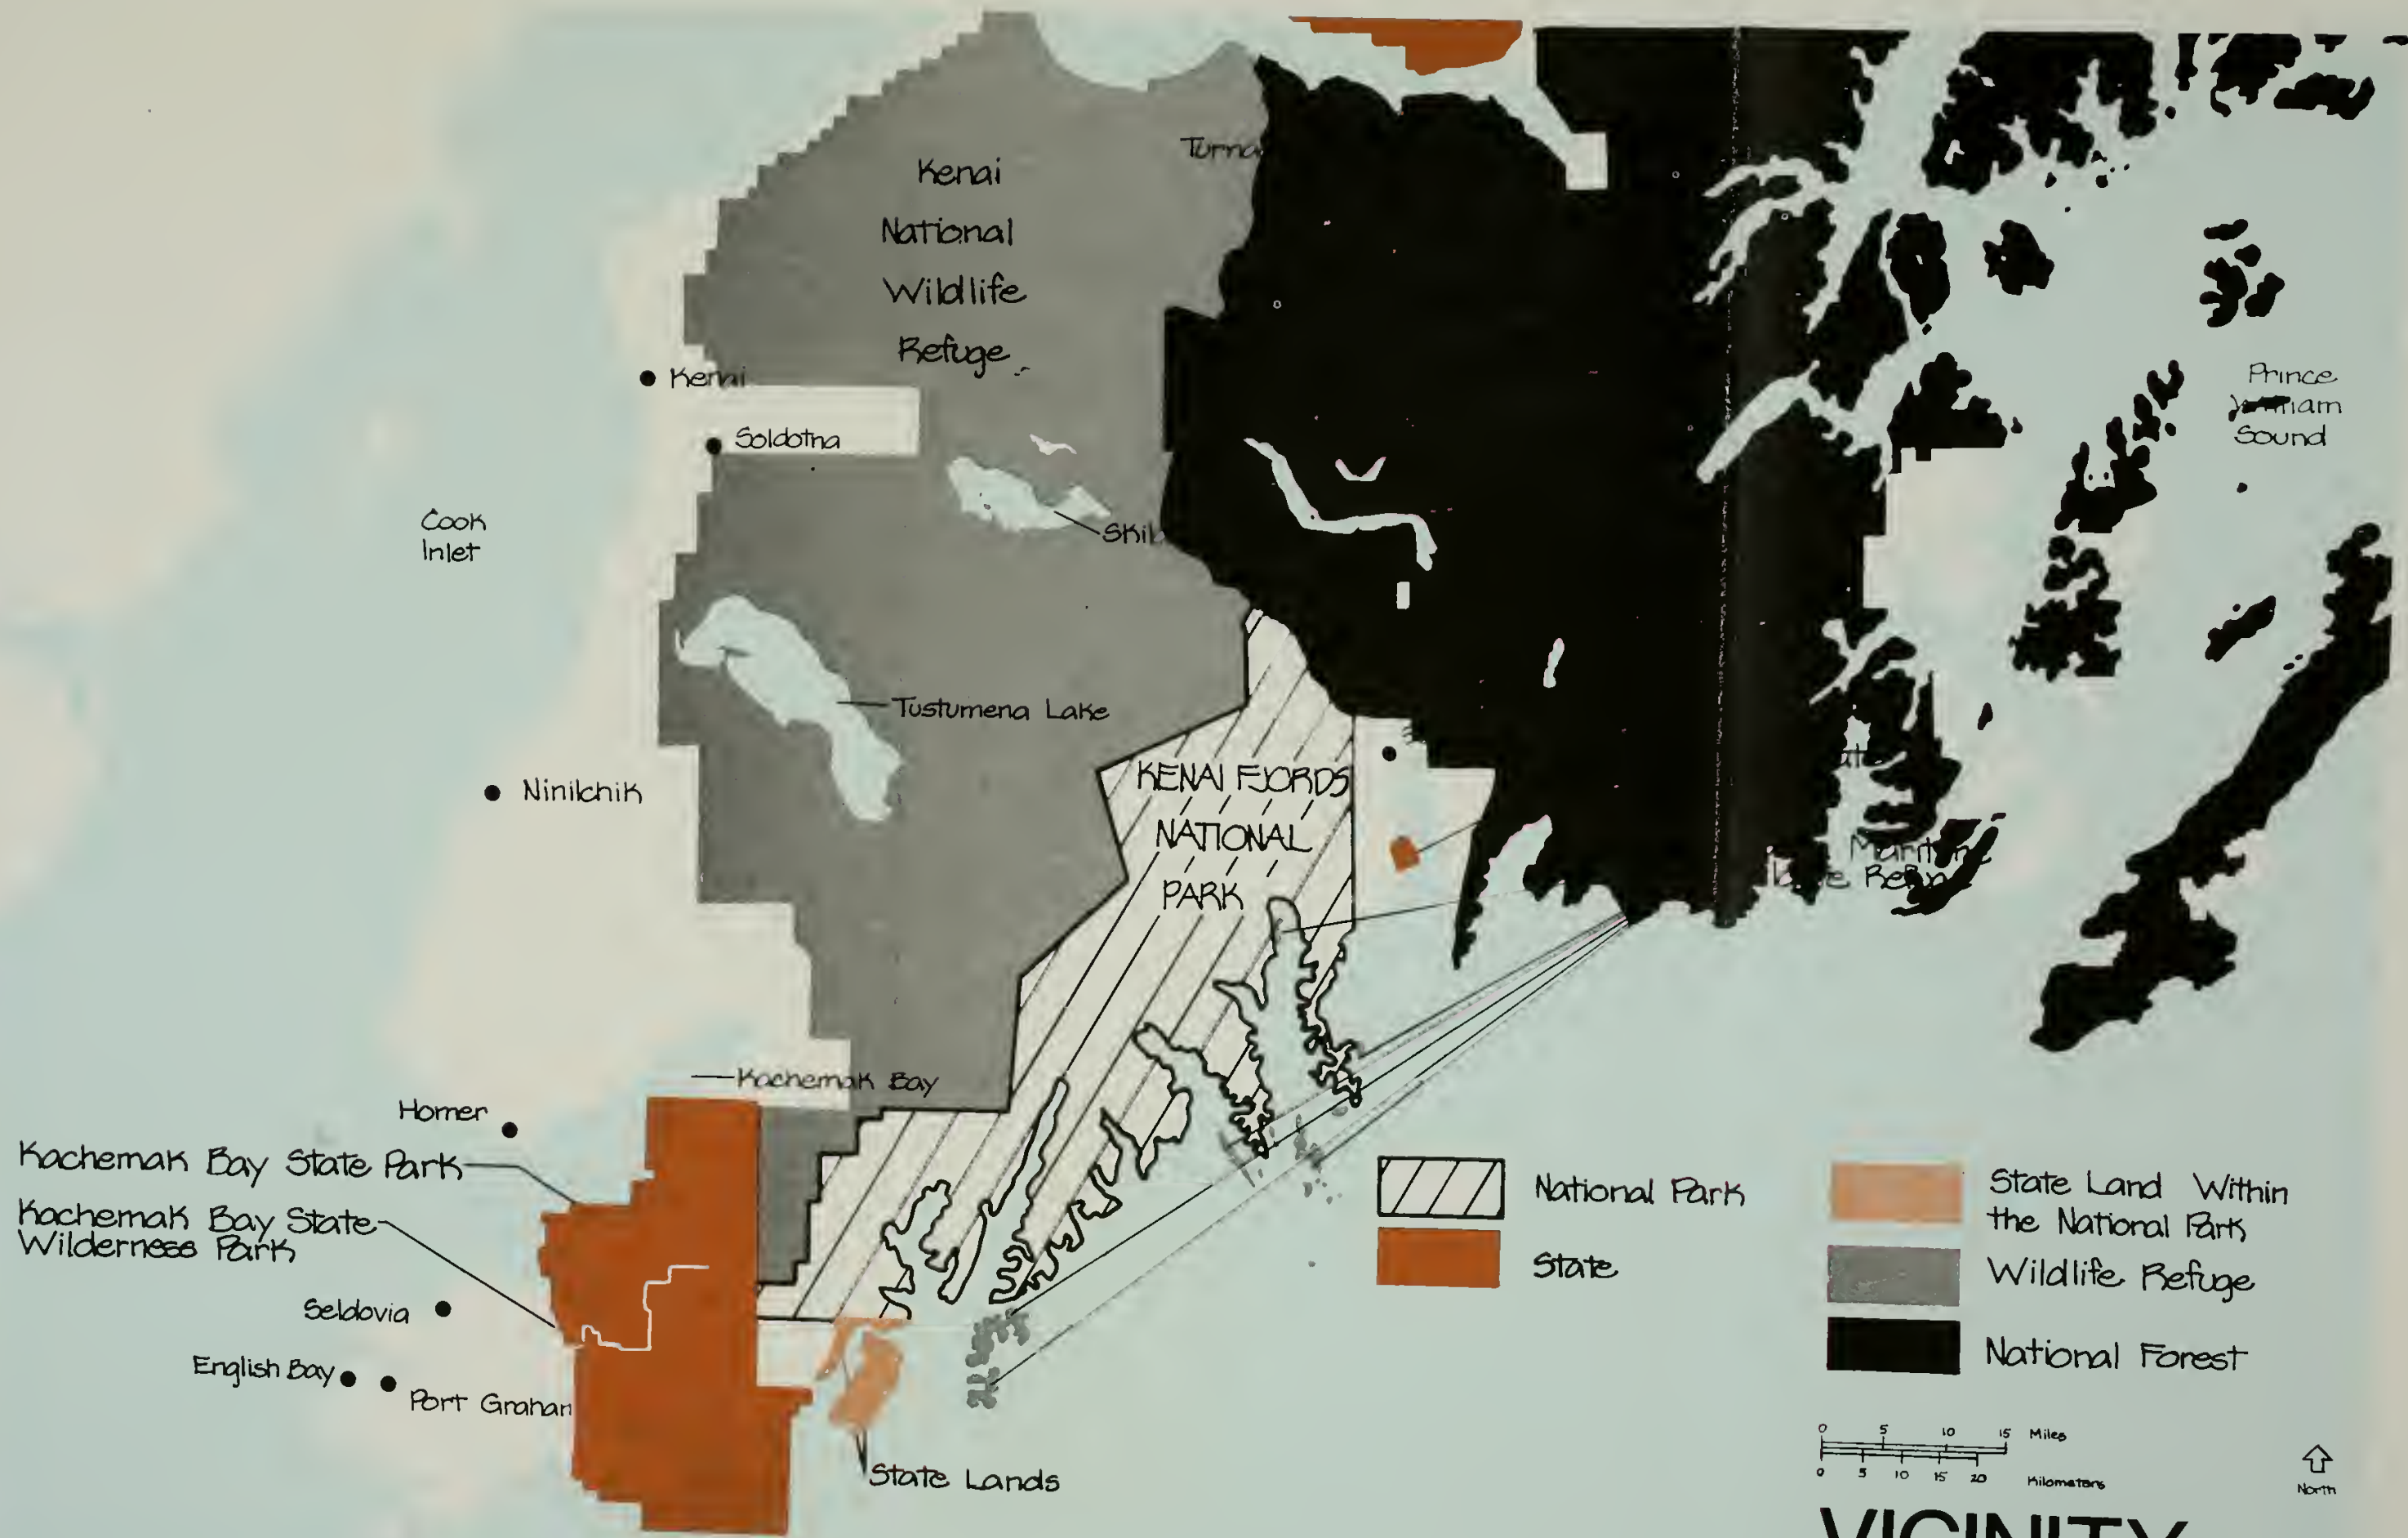 Kenai
National
Wildlife
Refuge
Kenai
Soldotna
Cook
Inlet
Prince
Sound
Tustumena Lake
Ninilchik
KENAI FJORDS
NATIONAL
PARK
Kachemak Bay
Homer
Kachemak Bay State Park
Kachemak Bay State
Wilderness Park
Seldovia
English Bay
Port Graham
State Lands
National Park
State
State Land Within
the National Park
Wildlife Refuge
National Forest
0 5 10 15 Miles
0 5 10 15 20 Kilometers
North
VICINITY